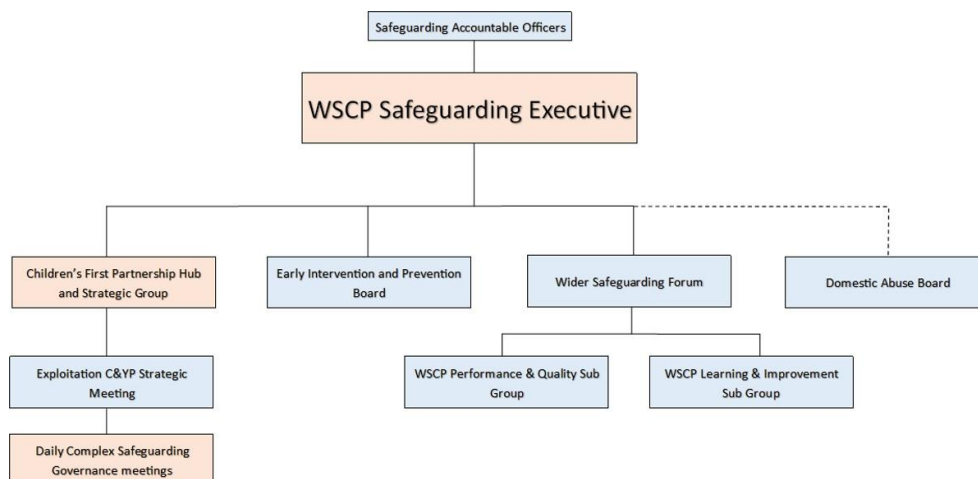 Safeguarding Accountable Officers
WSCP Safeguarding Executive
Children's First Partnership Hub
and Strategic Group
Early Intervention and Prevention
Board
Wider Safeguarding Forum
Domestic Abuse Board
Exploitation C&YP Strategic
Meeting
WSCP Performance & Quality Sub
Group
WSCP Learning & Improvement
Sub Group
Daily Complex Safeguarding
Governance meetings